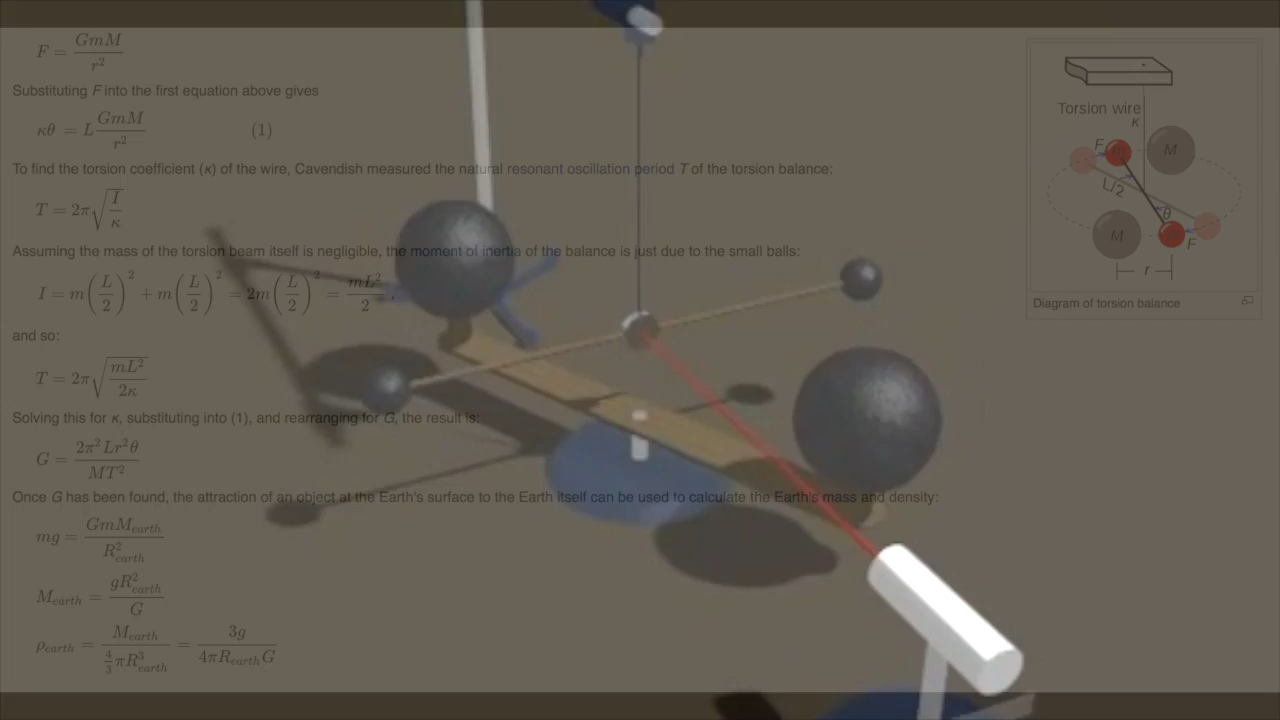 F = GmM / r²
Substituting F into the first equation above gives
κθ = L GmM / r² (1)
To find the torsion coefficient (κ) of the wire, Cavendish measured the natural resonant oscillation period T of the torsion balance:
T = 2π√(I / κ)
Assuming the mass of the torsion beam itself is negligible, the moment of inertia of the balance is just due to the small balls:
I = m(L/2)² + m(L/2)² = 2m(L/2)² = mL²/2 ,
and so:
T = 2π√(mL² / 2κ)
Solving this for κ, substituting into (1), and rearranging for G, the result is:
G = 2π²Lr²θ / MT²
Once G has been found, the attraction of an object at the Earth's surface to the Earth itself can be used to calculate the Earth's mass and density:
mg = GmM_earth / R²_earth
M_earth = gR²_earth / G
ρ_earth = M_earth / (4/3 πR³_earth) = 3g / 4πR_earth G
Torsion wire
κ
F
M
L/2
θ
M
F
r
Diagram of torsion balance